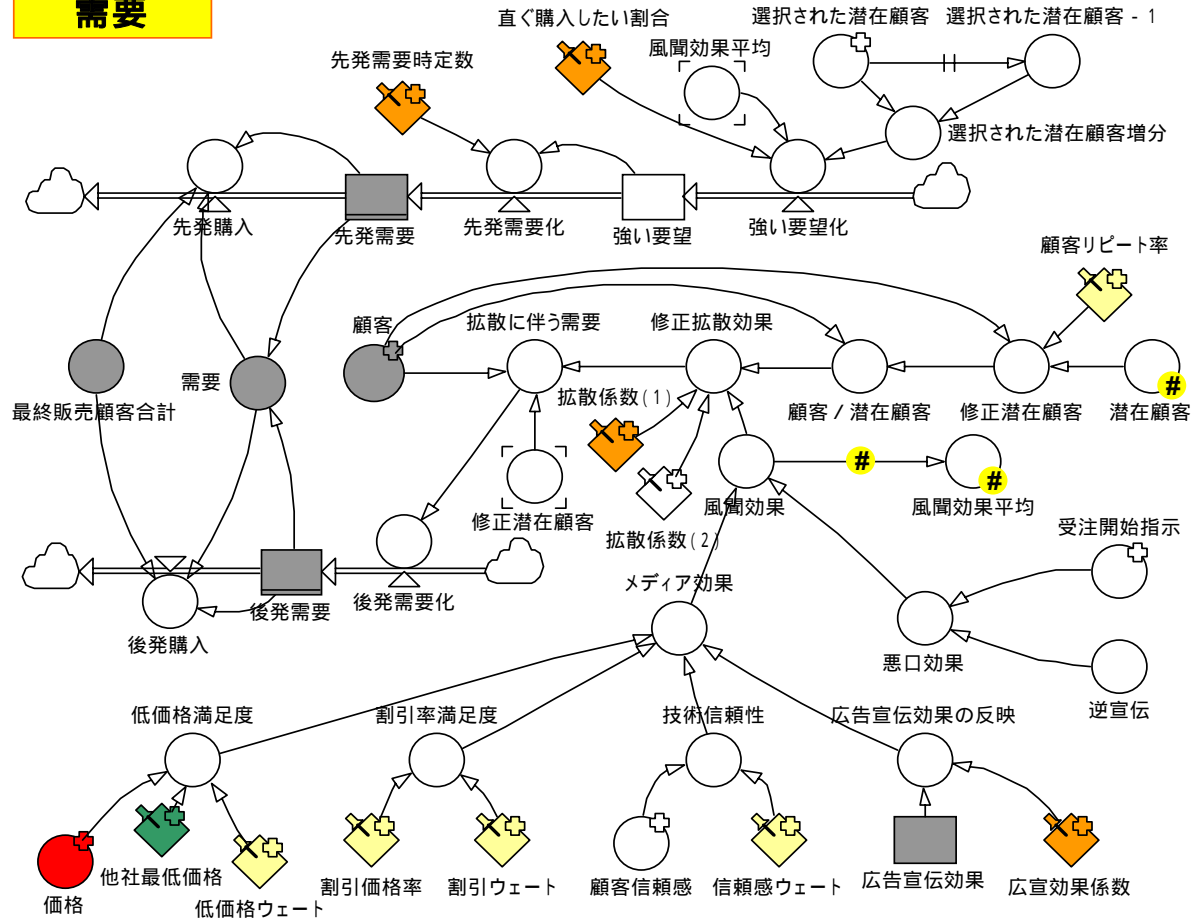 需要
直ぐ購入したい割合
選択された潜在顧客
選択された潜在顧客 - 1
風聞効果平均
先発需要時定数
選択された潜在顧客増分
先発購入
先発需要
先発需要化
強い要望
強い要望化
顧客リピート率
顧客
拡散に伴う需要
修正拡散効果
需要
最終販売顧客合計
拡散係数(1)
顧客 / 潜在顧客
修正潜在顧客
潜在顧客
#
#
#
修正潜在顧客
風聞効果
風聞効果平均
拡散係数(2)
受注開始指示
メディア効果
後発需要
後発需要化
後発購入
悪口効果
逆宣伝
低価格満足度
割引率満足度
技術信頼性
広告宣伝効果の反映
価格
他社最低価格
低価格ウェート
割引価格率
割引ウェート
顧客信頼感
信頼感ウェート
広告宣伝効果
広宣効果係数